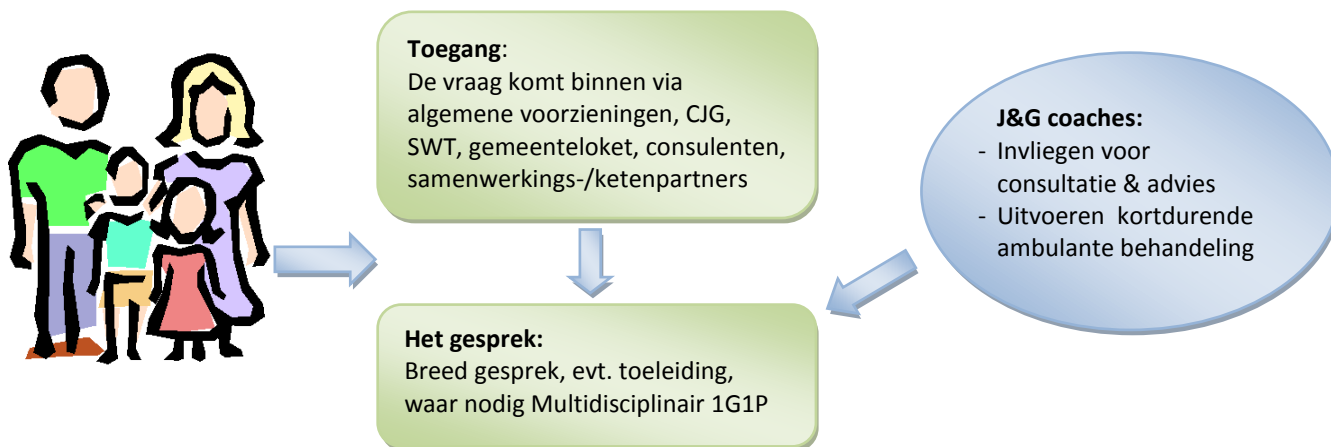 Toegang:
De vraag komt binnen via
algemene voorzieningen, CJG,
SWT, gemeenteloket, consulenten,
samenwerkings-/ketenpartners
J&G coaches:
- Invliegen voor
consultatie & advies
- Uitvoeren kortdurende
ambulante behandeling
Het gesprek:
Breed gesprek, evt. toeleiding,
waar nodig Multidisciplinair 1G1P